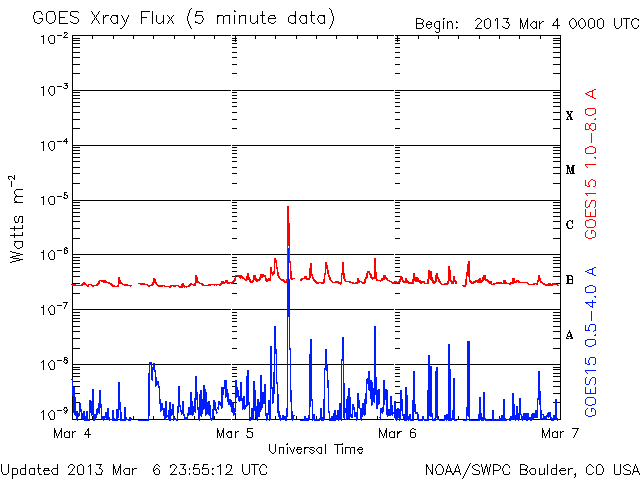 GOES Xray Flux (5 minute data)
Begin: 2013 Mar 4 0000 UTC
10-2
10-3
10-4
10-5
10-6
10-7
10-8
10-9
Watts m-2
X
M
C
B
A
GOES15 1.0-8.0 A
GOES15 0.5-4.0 A
Mar 4
Mar 5
Mar 6
Mar 7
Universal Time
Updated 2013 Mar 6 23:55:12 UTC
NOAA/SWPC Boulder, CO USA